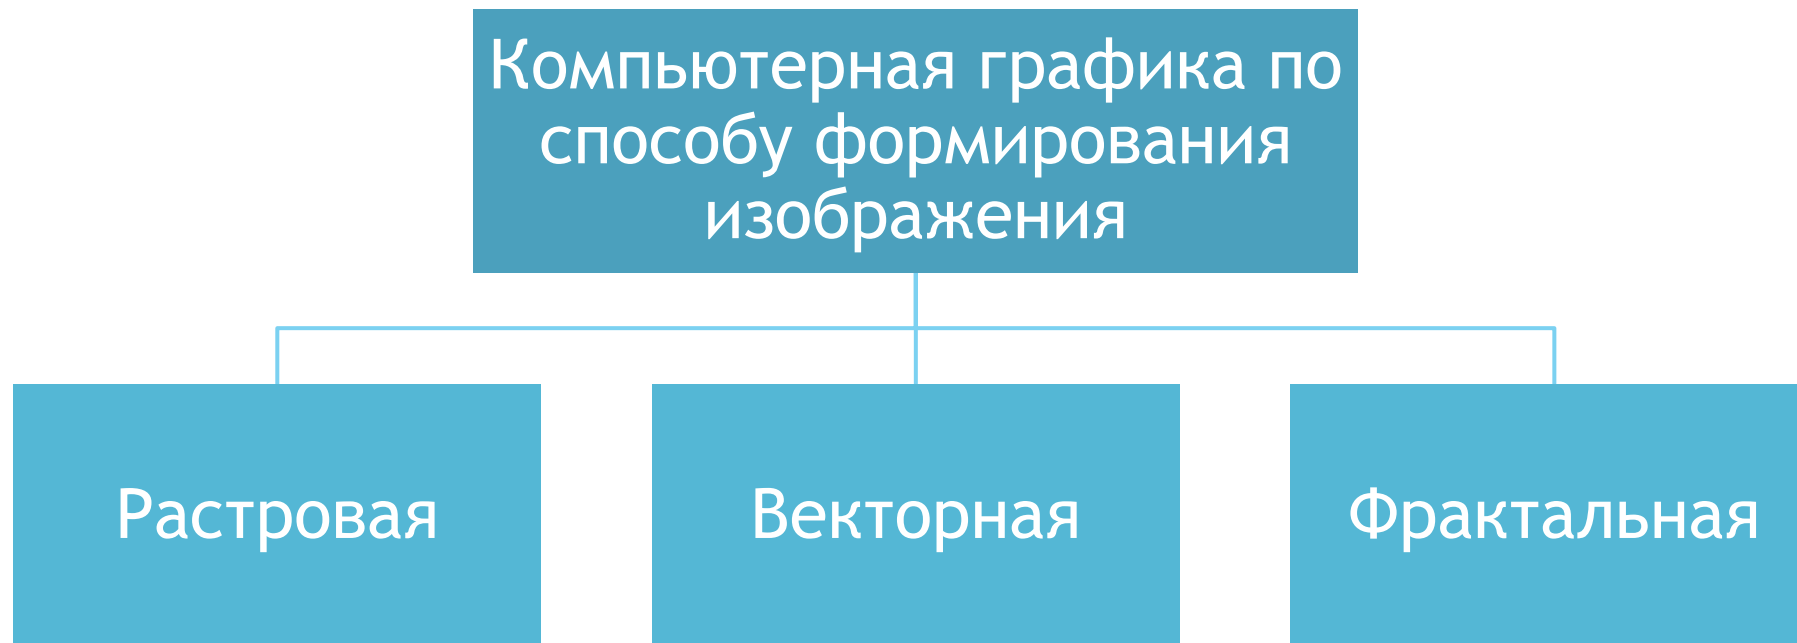 Компьютерная графика по
способу формирования
изображения
Растровая
Векторная
Фрактальная